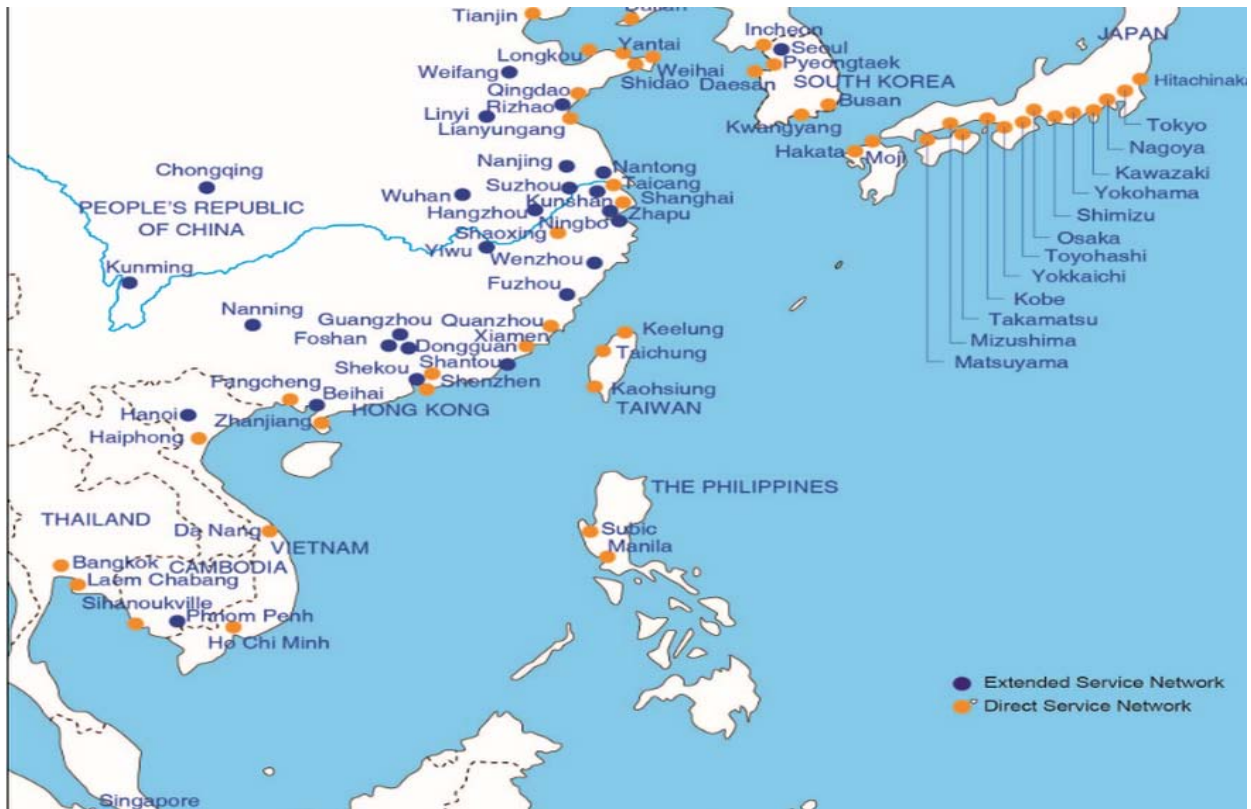 Tianjin
Dalian
Longkou
Yantai
Weifang
Weihai
Shidao
Qingdao
Rizhao
Linyi
Lianyungang
Incheon
Seoul
Pyeongtaek
Daesan
SOUTH KOREA
Busan
Kwangyang
JAPAN
Hitachinaka
Tokyo
Nagoya
Kawazaki
Yokohama
Shimizu
Osaka
Toyohashi
Yokkaichi
Kobe
Takamatsu
Mizushima
Matsuyama
Hakata
Moji
Chongqing
PEOPLE'S REPUBLIC
OF CHINA
Kunming
Nanjing
Nantong
Suzhou
Taicang
Wuhan
Kunshan
Shanghai
Hangzhou
Zhapu
Ningbo
Shaoxing
Yiwu
Wenzhou
Fuzhou
Nanning
Guangzhou
Quanzhou
Xiamen
Foshan
Dongguan
Shekou
Shantou
Shenzhen
Keelung
Taichung
Kaohsiung
TAIWAN
Fangcheng
Beihai
HONG KONG
Hanoi
Zhanjiang
Haiphong
THE PHILIPPINES
Subic
Manila
THAILAND
Da Nang
VIETNAM
Bangkok
CAMBODIA
Laem Chabang
Sihanoukville
Phnom Penh
Ho Chi Minh
Extended Service Network
Direct Service Network
Singapore